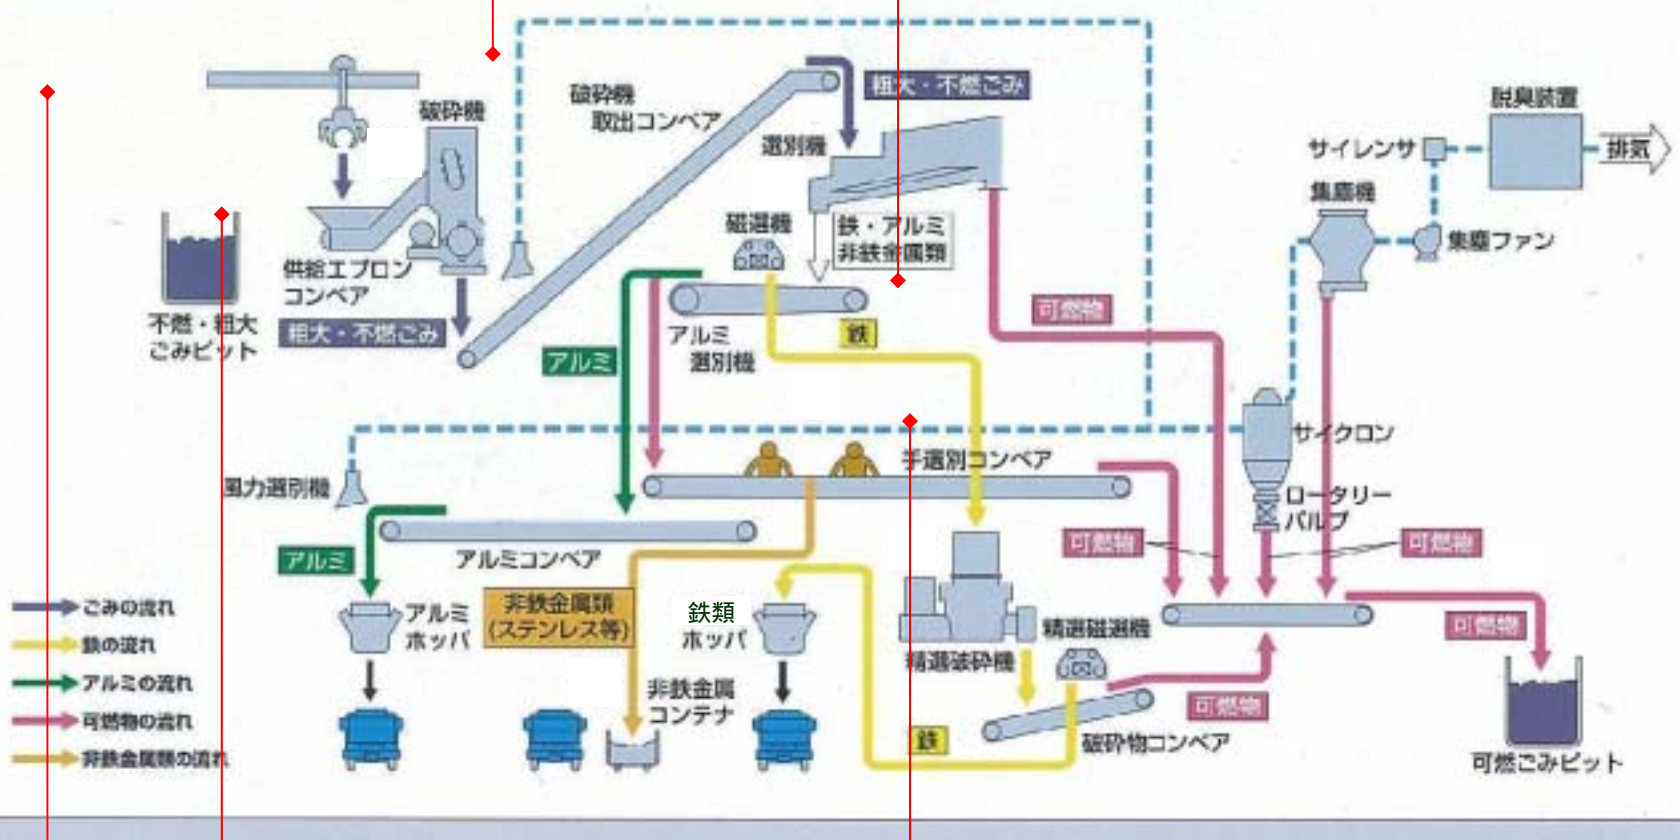 破砕機
破砕機
取出コンベア
粗大・不燃ごみ
選別機
脱臭装置
サイレンサ
排気
集塵機
集塵ファン
磁選機
鉄・アルミ
非鉄金属類
供給エプロン
コンベア
不燃・粗大
ごみピット
粗大・不燃ごみ
アルミ
アルミ
選別機
鉄
可燃物
サイクロン
手選別コンベア
風力選別機
ロータリー
バルブ
アルミ
アルミコンベア
可燃物
可燃物
ごみの流れ
鉄の流れ
アルミの流れ
可燃物の流れ
非鉄金属類の流れ
アルミ
ホッパ
非鉄金属類
(ステンレス等)
鉄類
ホッパ
非鉄金属
コンテナ
精選磁選機
精選破砕機
可燃物
可燃物
鉄
破砕物コンベア
可燃ごみピット